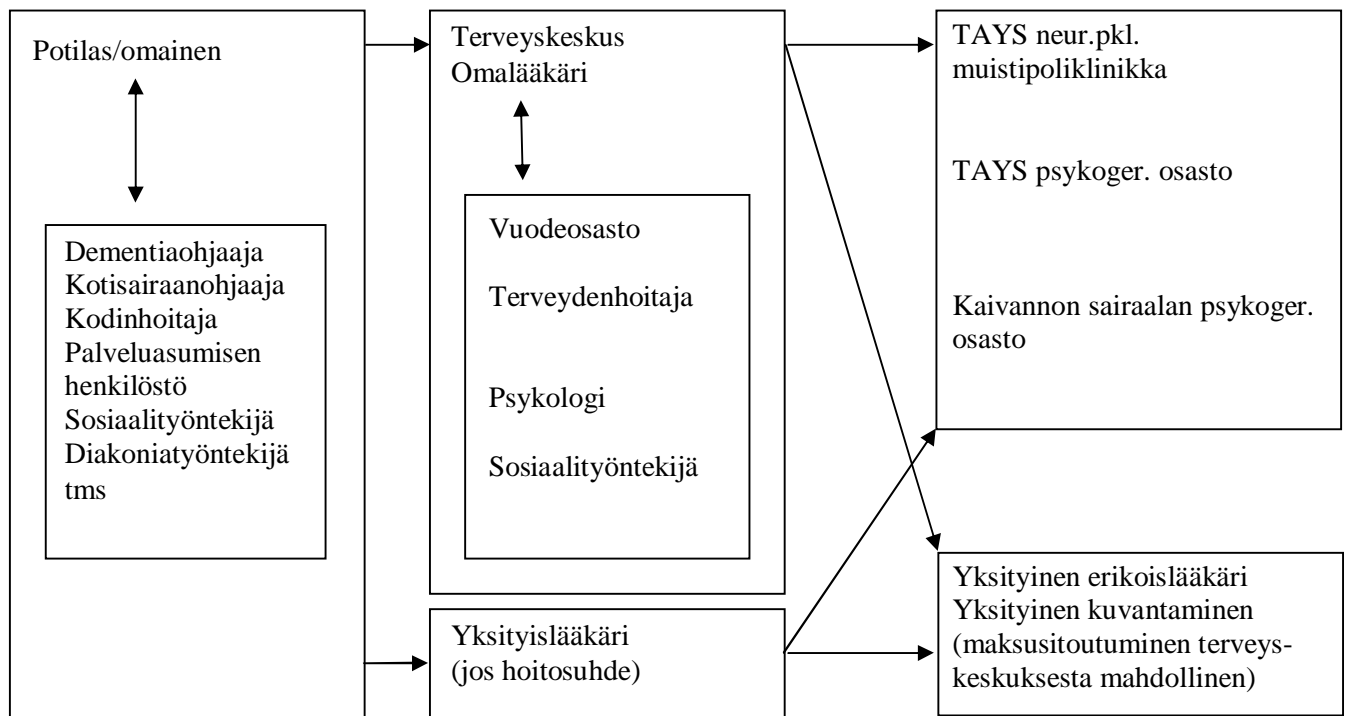 Potilas/omainen
Dementiaohjaaja
Kotisairaanohjaaja
Kodinhoitaja
Palveluasumisen
henkilöstö
Sosiaalityöntekijä
Diakoniatyöntekijä
tms
Terveyskeskus
Omalääkäri
Vuodeosasto
Terveydenhoitaja
Psykologi
Sosiaalityöntekijä
Yksityislääkäri
(jos hoitosuhde)
TAYS neur.pkl.
muistipoliklinikka
TAYS psykoger. osasto
Kaivannon sairaalan psykoger.
osasto
Yksityinen erikoislääkäri
Yksityinen kuvantaminen
(maksusitoutuminen terveys-
keskuksesta mahdollinen)